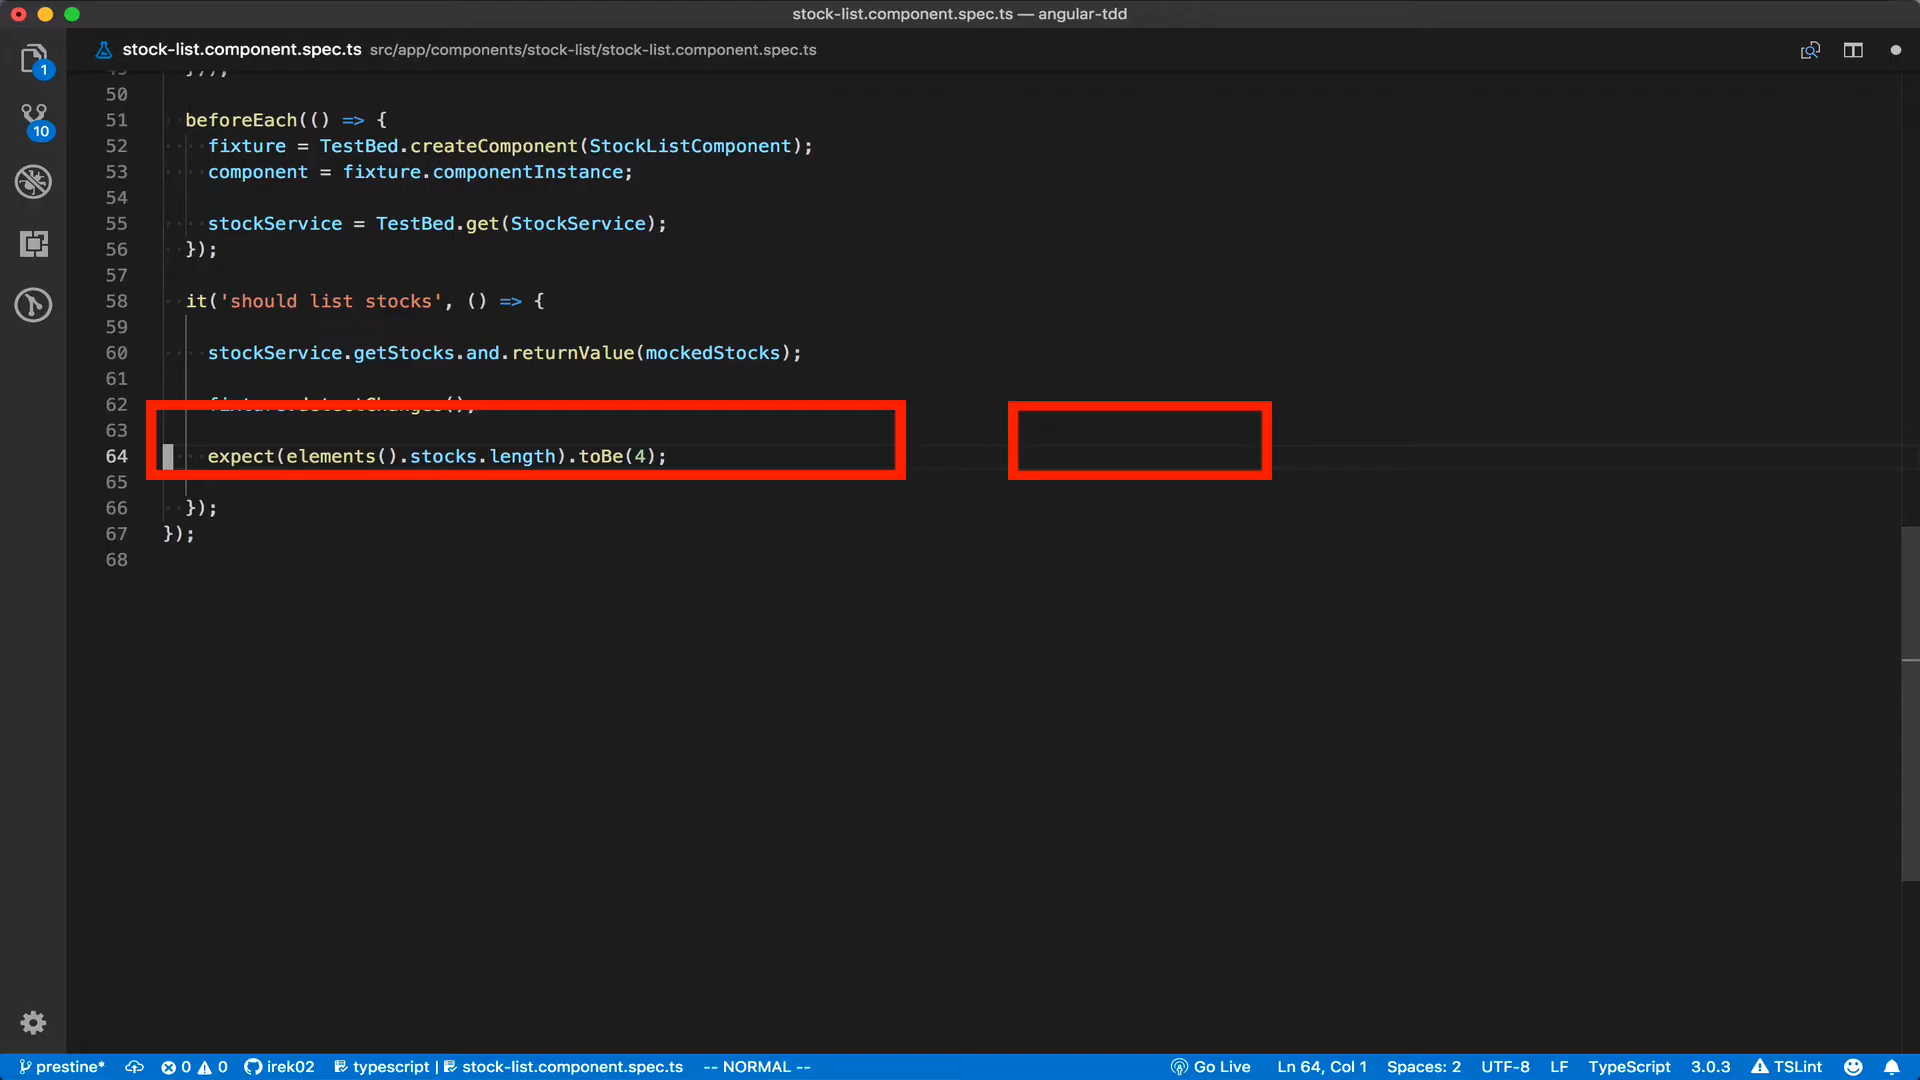 stock-list.component.spec.ts — angular-tdd
stock-list.component.spec.ts src/app/components/stock-list/stock-list.component.spec.ts
1
10
49 }));
50
51 beforeEach(() => {
52 fixture = TestBed.createComponent(StockListComponent);
53 component = fixture.componentInstance;
54
55 stockService = TestBed.get(StockService);
56 });
57
58 it('should list stocks', () => {
59
60 stockService.getStocks.and.returnValue(mockedStocks);
61
62 fixture.detectChanges();
63
64 expect(elements().stocks.length).toBe(4);
65
66 });
67 });
68
prestine* 0 0 irek02 typescript | stock-list.component.spec.ts -- NORMAL -- Go Live Ln 64, Col 1 Spaces: 2 UTF-8 LF TypeScript 3.0.3 TSLint